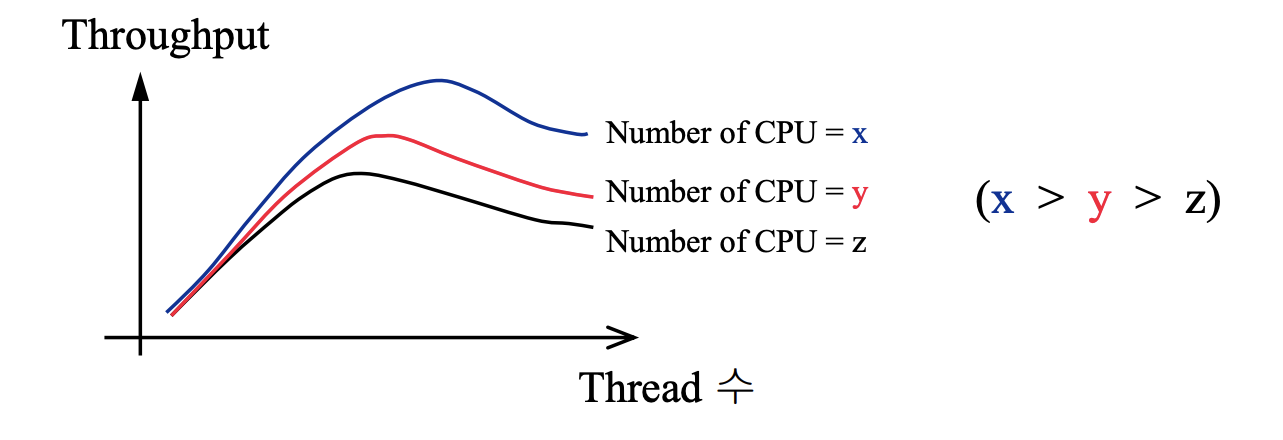 Throughput
Number of CPU = x
Number of CPU = y
(x > y > z)
Number of CPU = z
Thread 수